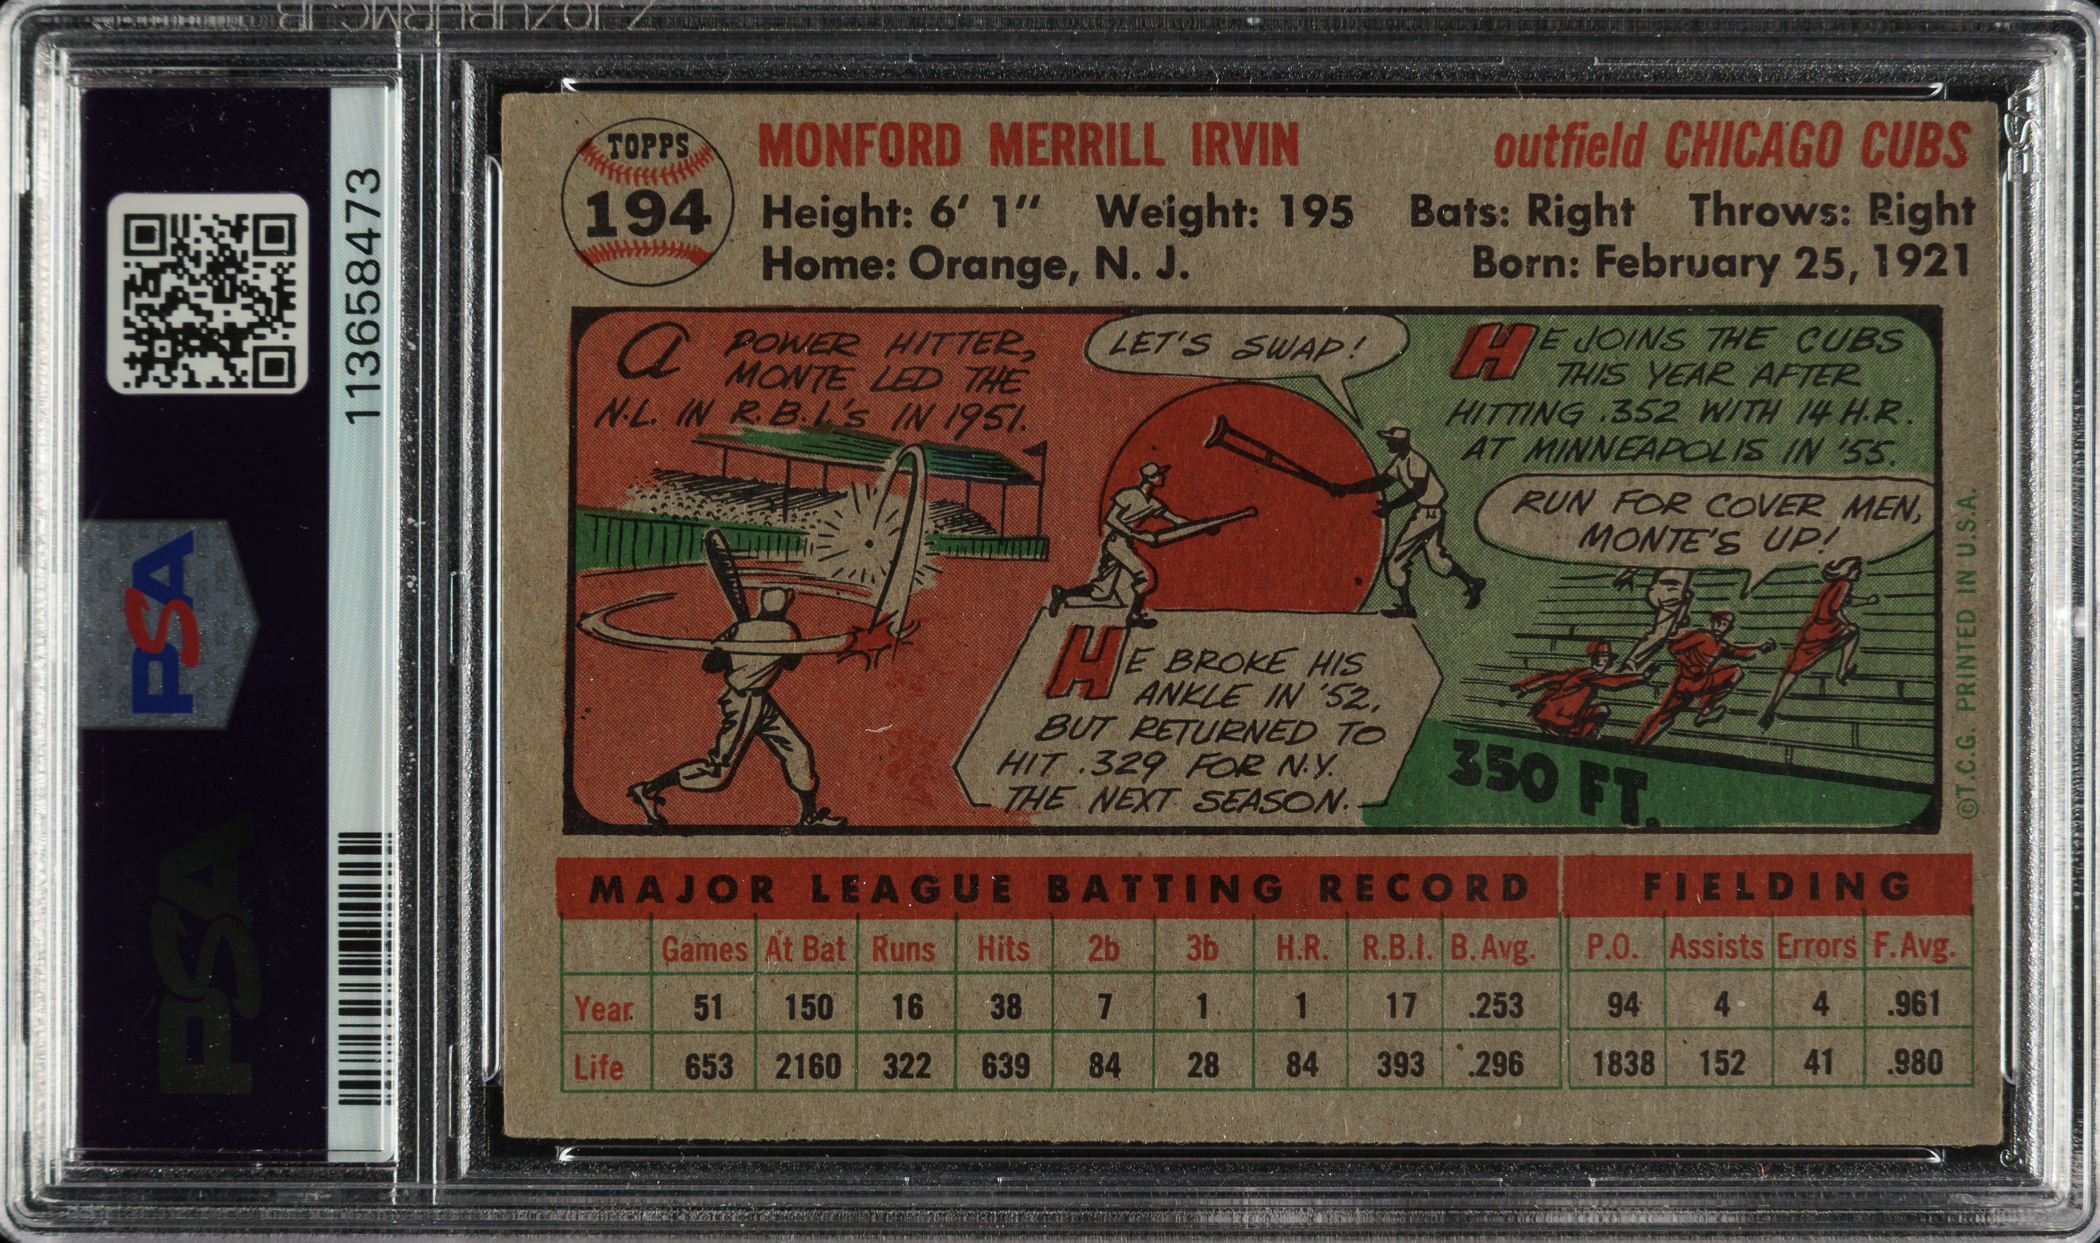 TOPPS
194
MONFORD MERRILL IRVIN
outfield CHICAGO CUBS
Height: 6' 1" Weight: 195 Bats: Right Throws: Right
Home: Orange, N. J. Born: February 25, 1921
A POWER HITTER,
MONTE LED THE
N.L. IN R.B.I.'s IN 1951.
LET'S SWAP!
HE BROKE HIS
ANKLE IN '52,
BUT RETURNED TO
HIT .329 FOR N.Y.
THE NEXT SEASON.
HE JOINS THE CUBS
THIS YEAR AFTER
HITTING .352 WITH 14 H.R.
AT MINNEAPOLIS IN '55.
RUN FOR COVER MEN,
MONTE'S UP!
350 FT.
©T.C.G. PRINTED IN U.S.A.
MAJOR LEAGUE BATTING RECORD FIELDING
Games At Bat Runs Hits 2b 3b H.R. R.B.I. B. Avg. P.O. Assists Errors F. Avg.
Year 51 150 16 38 7 1 1 17 .253 94 4 4 .961
Life 653 2160 322 639 84 28 84 393 .296 1838 152 41 .980
113658473
PSA
PSA